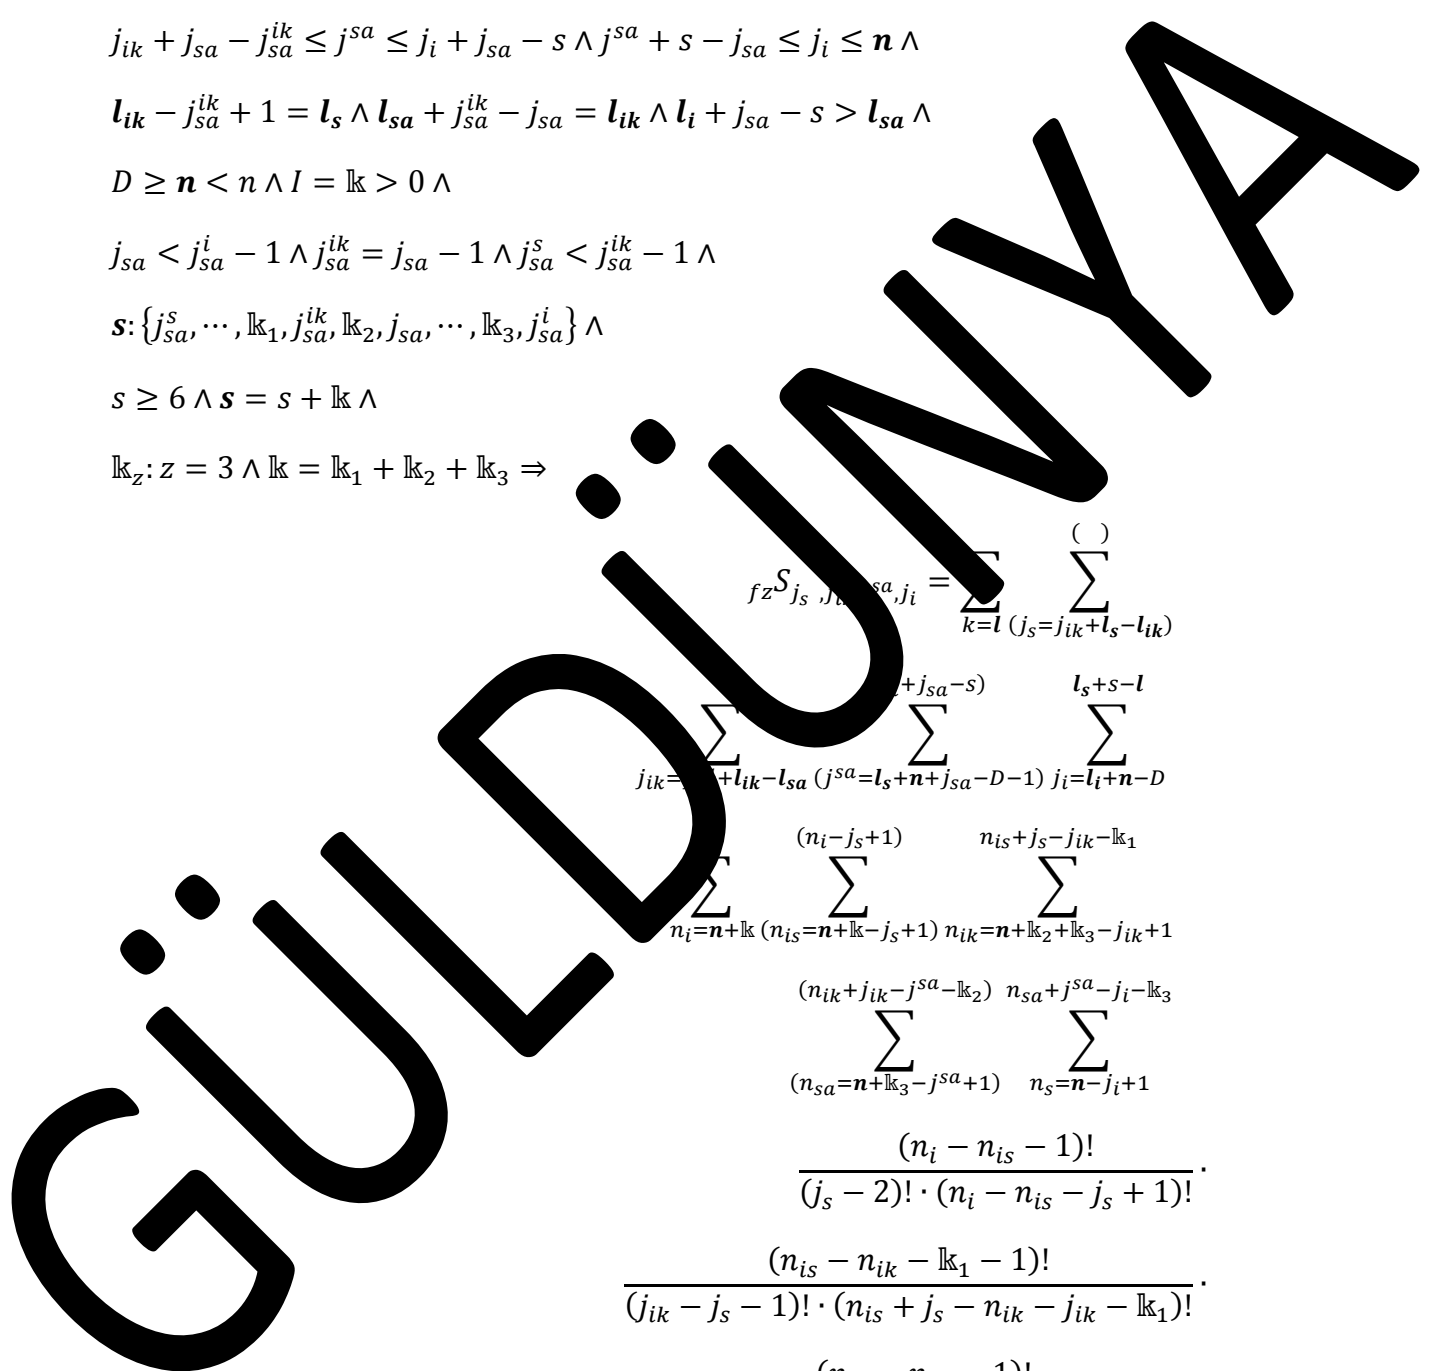 j_{ik} + j_{sa} − j_{sa}^{ik} ≤ j^{sa} ≤ j_i + j_{sa} − s ∧ j^{sa} + s − j_{sa} ≤ j_i ≤ n ∧
l_{ik} − j_{sa}^{ik} + 1 = l_s ∧ l_{sa} + j_{sa}^{ik} − j_{sa} = l_{ik} ∧ l_i + j_{sa} − s > l_{sa} ∧
D ≥ n < n ∧ I = 𝕜 > 0 ∧
j_{sa} < j_{sa}^{i} − 1 ∧ j_{sa}^{ik} = j_{sa} − 1 ∧ j_{sa}^{s} < j_{sa}^{ik} − 1 ∧
s: {j_{sa}^{s}, ⋯ , 𝕜_1, j_{sa}^{ik}, 𝕜_2, j_{sa}, ⋯ , 𝕜_3, j_{sa}^{i}} ∧
s ≥ 6 ∧ s = s + 𝕜 ∧
𝕜_z: z = 3 ∧ 𝕜 = 𝕜_1 + 𝕜_2 + 𝕜_3 ⇒
( )
{}_{fz}S_{j_s , sa,j_i} = ∑ ∑
k=l (j_s=j_{ik}+l_s−l_{ik})
+j_{sa}−s) l_s+s−l
∑ ∑ ∑
j_{ik}= +l_{ik}−l_{sa} (j^{sa}=l_s+n+j_{sa}−D−1) j_i=l_i+n−D
(n_i−j_s+1) n_{is}+j_s−j_{ik}−𝕜_1
∑ ∑ ∑
n_i=n+𝕜 (n_{is}=n+𝕜−j_s+1) n_{ik}=n+𝕜_2+𝕜_3−j_{ik}+1
(n_{ik}+j_{ik}−j^{sa}−𝕜_2) n_{sa}+j^{sa}−j_i−𝕜_3
∑ ∑
(n_{sa}=n+𝕜_3−j^{sa}+1) n_s=n−j_i+1
(n_i − n_{is} − 1)!
(j_s − 2)! · (n_i − n_{is} − j_s + 1)! ·
(n_{is} − n_{ik} − 𝕜_1 − 1)!
(j_{ik} − j_s − 1)! · (n_{is} + j_s − n_{ik} − j_{ik} − 𝕜_1)! ·
GÜLDÜNYA